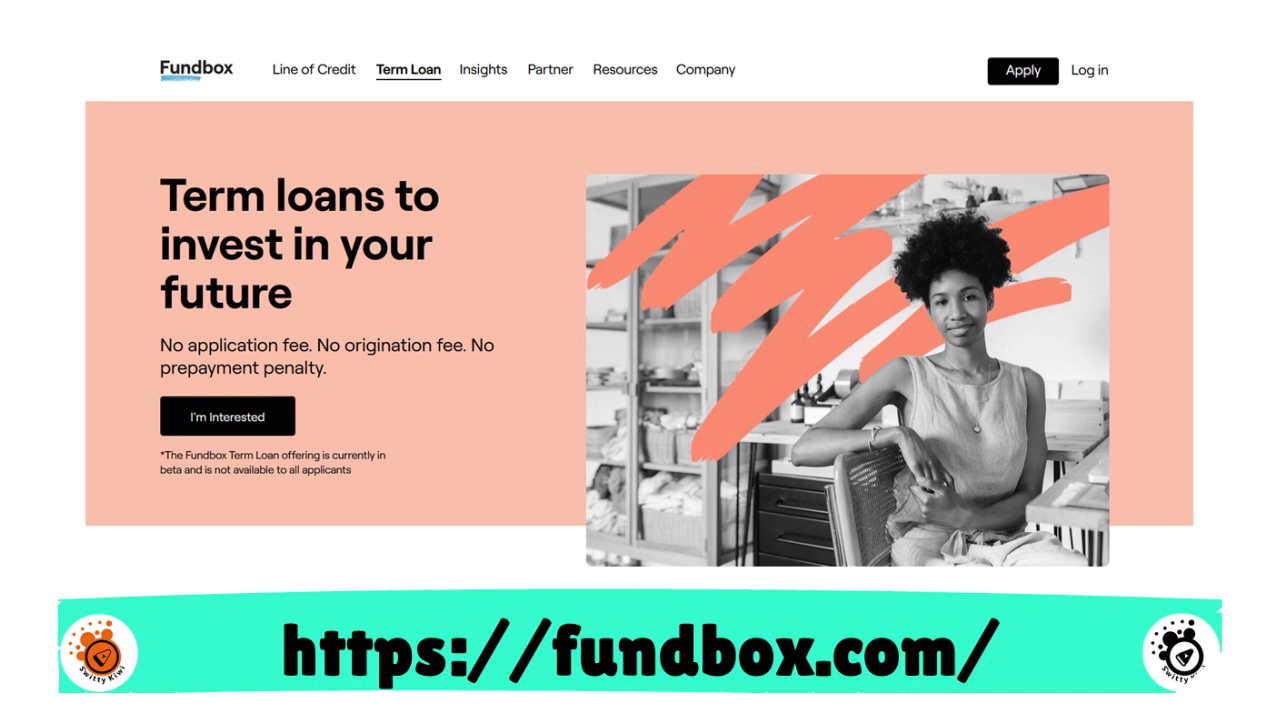 Fundbox
Line of Credit
Term Loan
Insights
Partner
Resources
Company
Apply
Log in
Term loans to
invest in your
future
No application fee. No origination fee. No
prepayment penalty.
I'm Interested
*The Fundbox Term Loan offering is currently in
beta and is not available to all applicants
https://fundbox.com/
Switty Kiwi
Switty